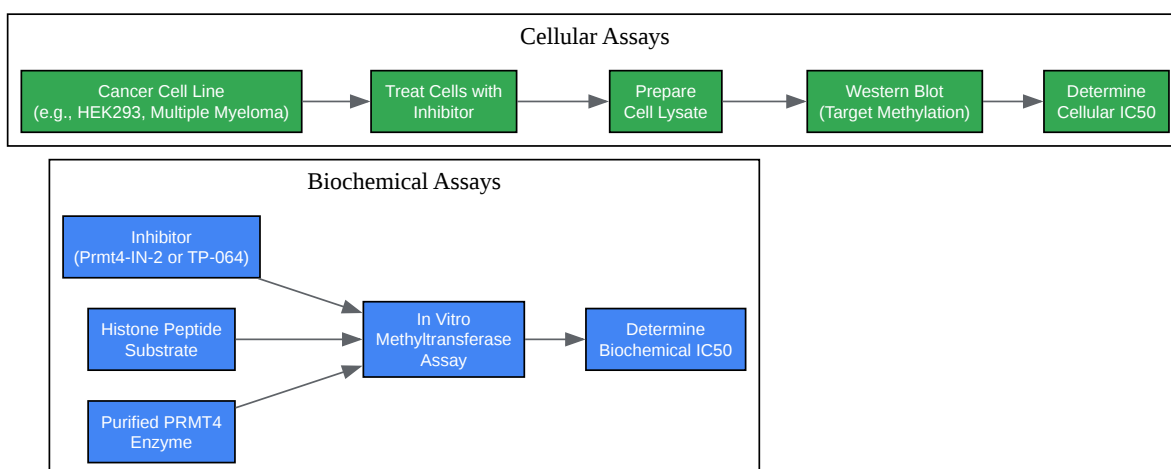 Cellular Assays
Cancer Cell Line
(e.g., HEK293, Multiple Myeloma)
Treat Cells with
Inhibitor
Prepare
Cell Lysate
Western Blot
(Target Methylation)
Determine
Cellular IC50
Biochemical Assays
Inhibitor
(Prmt4-IN-2 or TP-064)
Histone Peptide
Substrate
Purified PRMT4
Enzyme
In Vitro
Methyltransferase
Assay
Determine
Biochemical IC50